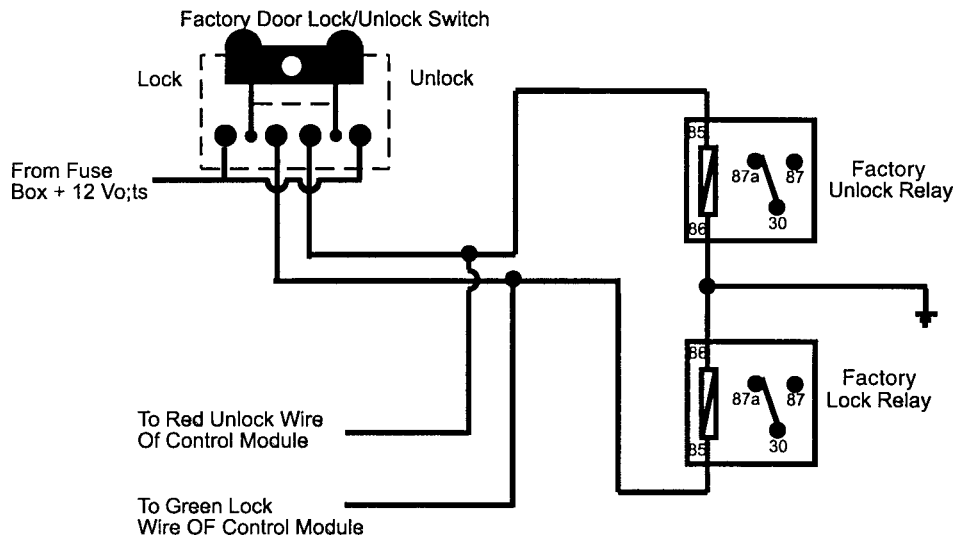 Factory Door Lock/Unlock Switch
Lock
Unlock
From Fuse
Box + 12 Vo;ts
85
87a
87
30
86
Factory
Unlock Relay
86
87a
87
30
85
Factory
Lock Relay
To Red Unlock Wire
Of Control Module
To Green Lock
Wire OF Control Module